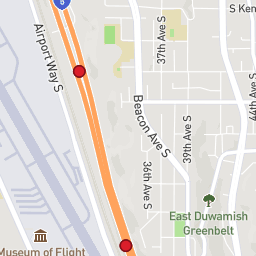 5
S Ken
37th Ave S
Airport Way S
Beacon Ave S
44th Ave
39th Ave S
36th Ave S
East Duwamish
Greenbelt
Museum of Flight